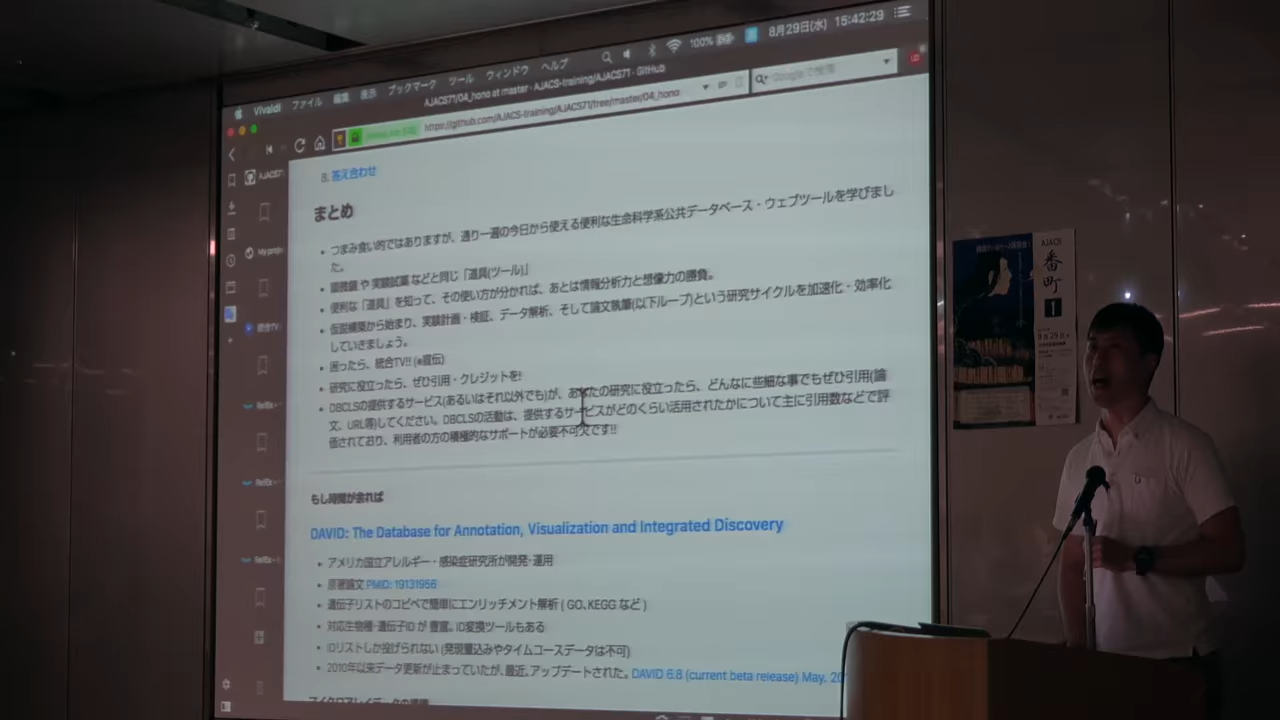 Vivaldi ファイル 編集 表示 ブックマーク ツール ウィンドウ ヘルプ 100% 8月29日(水) 15:42:29
AJACS71/04_hono at master · AJACS-training/AJACS71 · GitHub
https://github.com/AJACS-training/AJACS71/tree/master/04_hono
Google で検索
8. 答え合わせ
まとめ
つまみ食い的ではありますが、通り一遍の今日から使える便利な生命科学系公共データベース・ウェブツールを学びまし
た。
顕微鏡 や 実験試薬 などと同じ「道具(ツール)」
便利な「道具」を知って、その使い方が分かれば、あとは情報分析力と想像力の勝負。
仮説構築から始まり、実験計画・検証、データ解析、そして論文執筆(以下ループ)という研究サイクルを加速化・効率化
していきましょう。
困ったら、統合TV!! (※宣伝)
研究に役立ったら、ぜひ引用・クレジットを!
DBCLSの提供するサービス(あるいはそれ以外でも)が、あなたの研究に役立ったら、どんなに些細な事でもぜひ引用(論
文、URL等)してください。DBCLSの活動は、提供するサービスがどのくらい活用されたかについて主に引用数などで評
価されており、利用者の方の積極的なサポートが必要不可欠です!!
もし時間が余れば
DAVID: The Database for Annotation, Visualization and Integrated Discovery
アメリカ国立アレルギー・感染症研究所が開発・運用
原著論文 PMID: 19131956
遺伝子リストのコピペで簡単にエンリッチメント解析 ( GO、KEGG など )
対応生物種・遺伝子ID が 豊富。ID変換ツールもある
IDリストしか投げられない (発現量込みやタイムコースデータは不可)
2010年以来データ更新が止まっていたが、最近、アップデートされた。DAVID 6.8 (current beta release) May. 20
AJACS
番町
1
8月29日